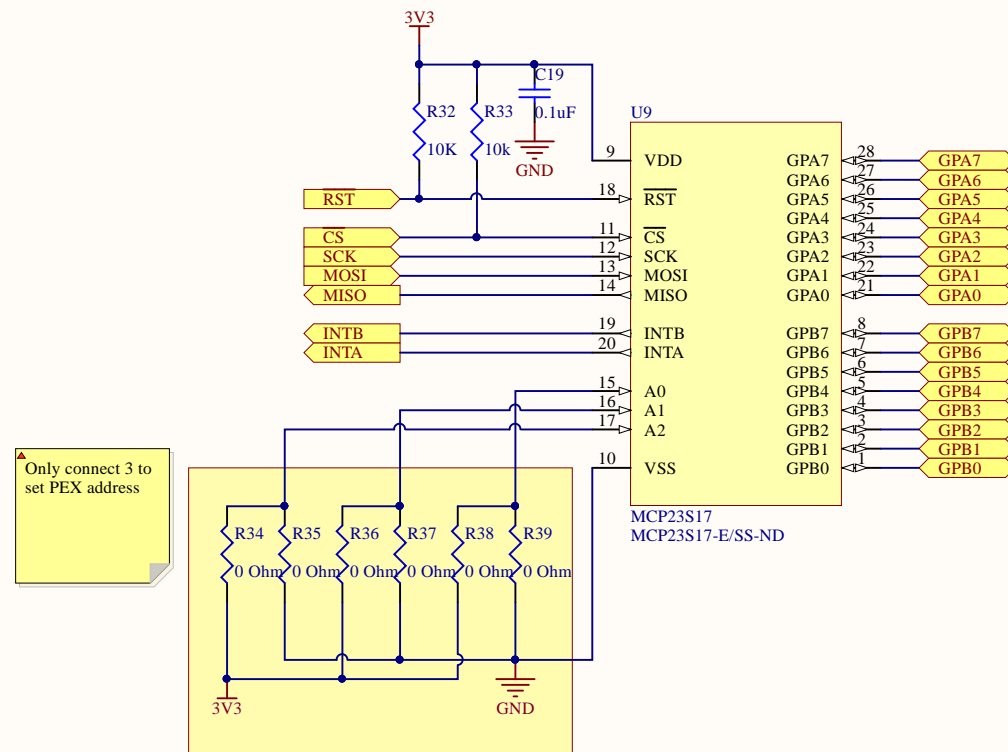 3V3
C19
0.1uF
R32
10K
R33
10k
GND
U9
9
VDD
18
RST
RST
11
CS
CS
12
SCK
SCK
13
MOSI
MOSI
14
MISO
MISO
19
INTB
INTB
20
INTA
INTA
15
A0
16
A1
17
A2
10
VSS
GPA7
28
GPA7
GPA6
27
GPA6
GPA5
26
GPA5
GPA4
25
GPA4
GPA3
24
GPA3
GPA2
23
GPA2
GPA1
22
GPA1
GPA0
21
GPA0
GPB7
8
GPB7
GPB6
7
GPB6
GPB5
6
GPB5
GPB4
5
GPB4
GPB3
4
GPB3
GPB2
3
GPB2
GPB1
2
GPB1
GPB0
1
GPB0
MCP23S17
MCP23S17-E/SS-ND
Only connect 3 to
set PEX address
R34
0 Ohm
R35
0 Ohm
R36
0 Ohm
R37
0 Ohm
R38
0 Ohm
R39
0 Ohm
3V3
GND